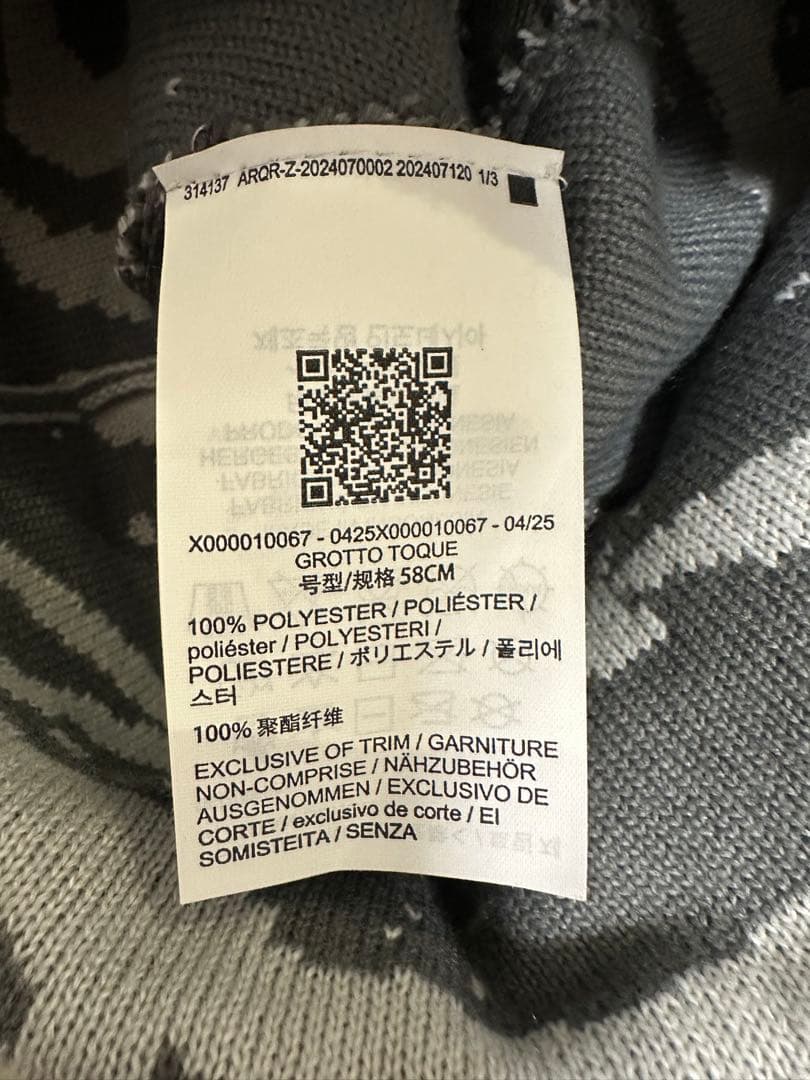 314137 ARQR-Z-2024070002 202407120 1/3
X000010067 - 0425X000010067 - 04/25
GROTTO TOQUE
号型/规格 58CM
100% POLYESTER / POLIÉSTER /
poliéster / POLYESTERI /
POLIESTERE / ポリエステル / 폴리에
스터
100% 聚酯纤维
EXCLUSIVE OF TRIM / GARNITURE
NON-COMPRISE / NÄHZUBEHÖR
AUSGENOMMEN / EXCLUSIVO DE
CORTE / exclusivo de corte / EI
SOMISTEITA / SENZA